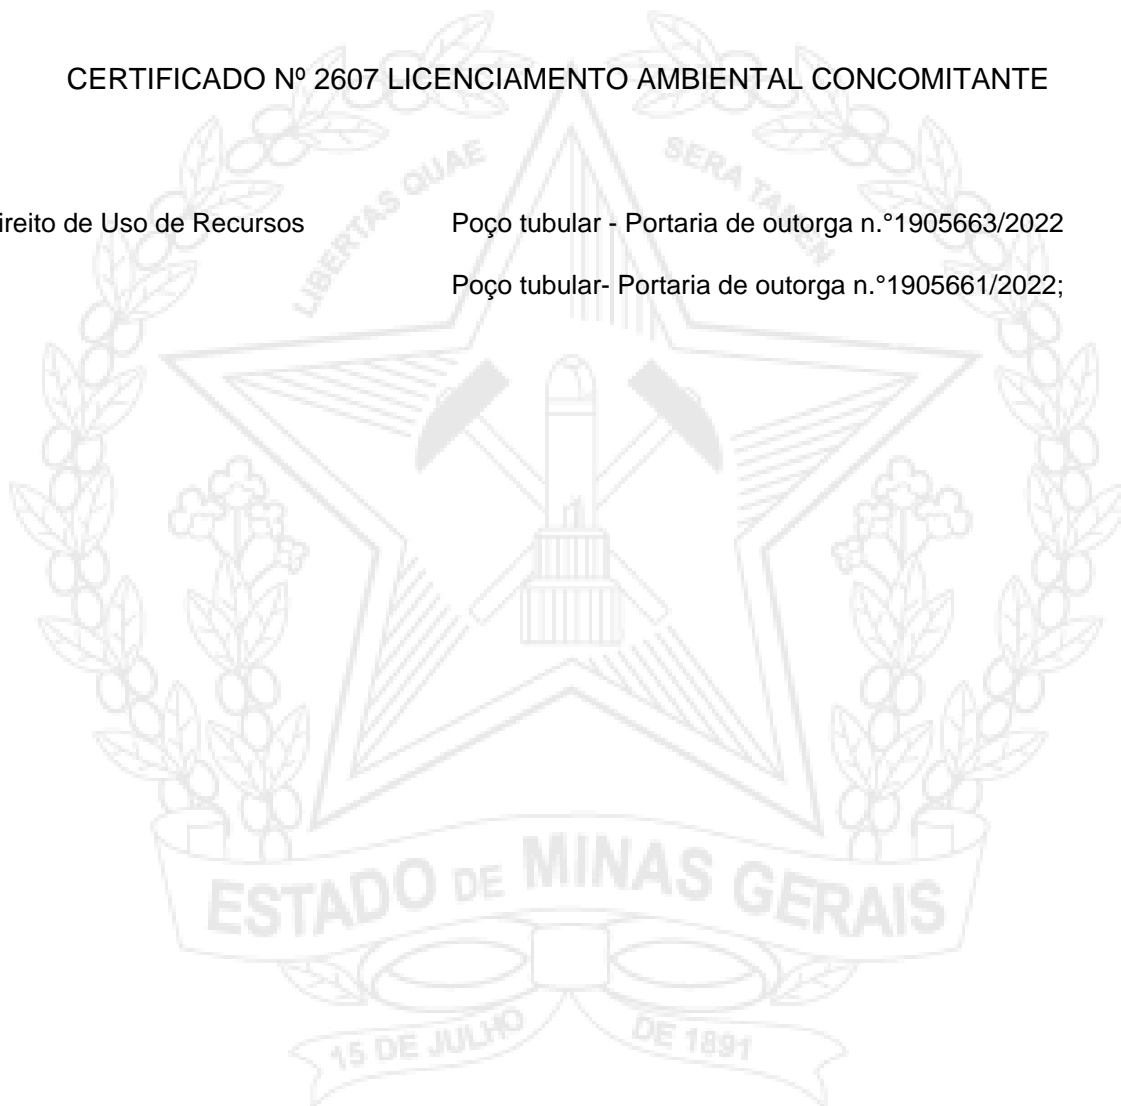 CERTIFICADO Nº 2607 LICENCIAMENTO AMBIENTAL CONCOMITANTE
LIBERTAS QUAE SERA TAMEN
ireito de Uso de Recursos Poço tubular - Portaria de outorga n.°1905663/2022
Poço tubular- Portaria de outorga n.°1905661/2022;
ESTADO DE MINAS GERAIS
15 DE JULHO DE 1891